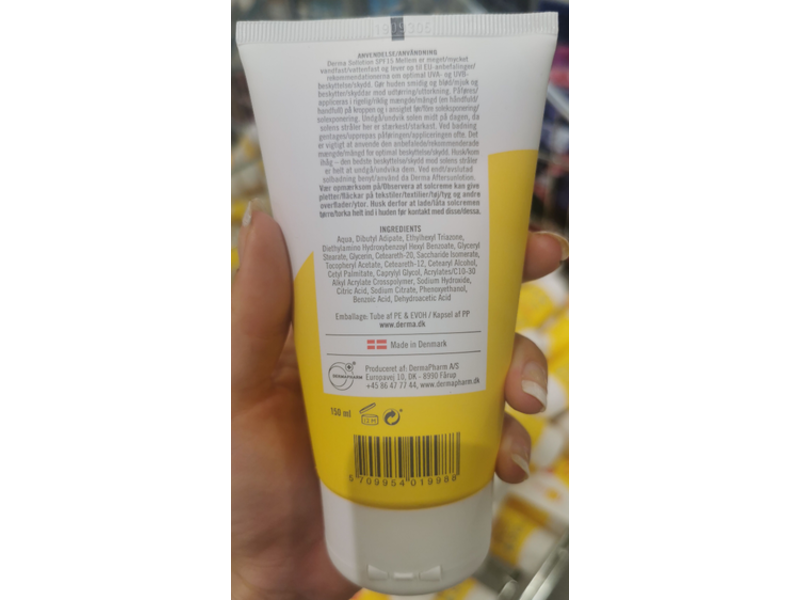 ANVENDELSE/ANVÄNDNING
Derma Sollotion SPF15 Mellem er meget/mycket
vandfast/vattenfast og lever op til EU-anbefalingen/
rekommendationerna om optimal UVA- og UVB-
beskyttelse/skydd. Gør huden smidig og blød/mjuk og
beskytter/skyddar mod udtørring/uttorkning. Påføres/
appliceras i rigelig/riklig mængde/mängd (en håndfuld/
handfull) på kroppen og i ansigtet før/före soleksponering/
solexponering. Undgå/undvik solen midt på dagen, da
solens stråler her er stærkest/starkast. Ved badning
gentages/upprepas påføringen/appliceringen ofte. Det
er vigtigt at anvende den anbefalede/rekommenderade
mængde/mängd for optimal beskyttelse/skydd. Husk/kom
ihåg – den bedste beskyttelse/skydd mod solens stråler
er helt at undgå/undvika dem. Ved endt/avslutad
solbadning benyt/använd da Derma Aftersunlotion.
Vær opmærksom på/Observera at solcreme kan give
pletter/fläckar på tekstiler/textilier/tøj/tyg og andre
overflader/ytor. Husk derfor at lade/låta solcremen
tørre/torka helt ind i huden før kontakt med disse/dessa.
INGREDIENTS
Aqua, Dibutyl Adipate, Ethylhexyl Triazone,
Diethylamino Hydroxybenzoyl Hexyl Benzoate, Glyceryl
Stearate, Glycerin, Ceteareth-20, Saccharide Isomerate,
Tocopheryl Acetate, Ceteareth-12, Cetearyl Alcohol,
Cetyl Palmitate, Caprylyl Glycol, Acrylates/C10-30
Alkyl Acrylate Crosspolymer, Sodium Hydroxide,
Citric Acid, Sodium Citrate, Phenoxyethanol,
Benzoic Acid, Dehydroacetic Acid
Emballage: Tube af PE & EVOH / Kapsel af PP
www.derma.dk
Made in Denmark
DERMAPHARM
Produceret af: DermaPharm A/S
Europavej 10, DK - 8990 Fårup
+45 86 47 77 44, www.dermapharm.dk
150 ml
12 M
5 709954 019988